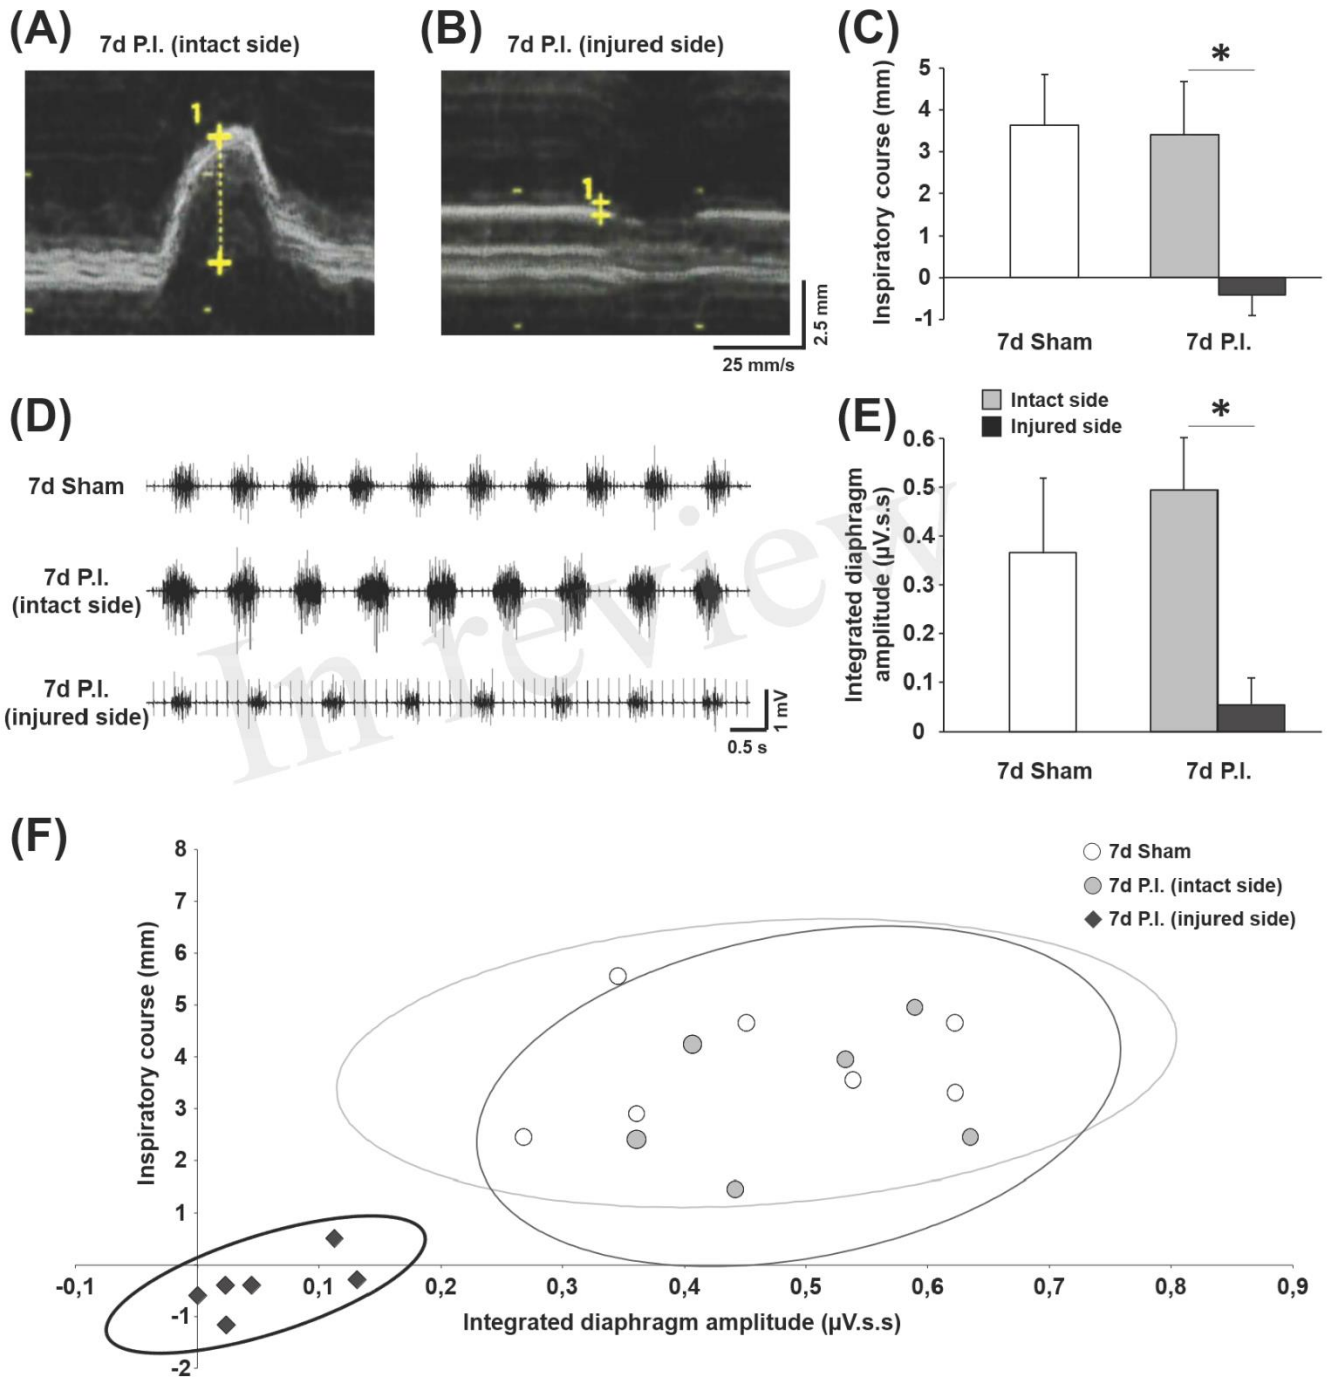 (A)
7d P.I. (intact side)
1
(B)
7d P.I. (injured side)
1
2.5 mm
25 mm/s
(C)
Inspiratory course (mm)
5
4
3
2
1
0
-1
*
7d Sham
7d P.I.
(D)
7d Sham
7d P.I.
(intact side)
7d P.I.
(injured side)
1 mV
0.5 s
(E)
Intact side
Injured side
*
Integrated diaphragm
amplitude (µV.s.s)
0.6
0.5
0.4
0.3
0.2
0.1
0
7d Sham
7d P.I.
In review
(F)
7d Sham
7d P.I. (intact side)
7d P.I. (injured side)
Inspiratory course (mm)
8
7
6
5
4
3
2
1
-1
-2
-0,1
0,1
0,2
0,3
0,4
0,5
0,6
0,7
0,8
0,9
Integrated diaphragm amplitude (µV.s.s)